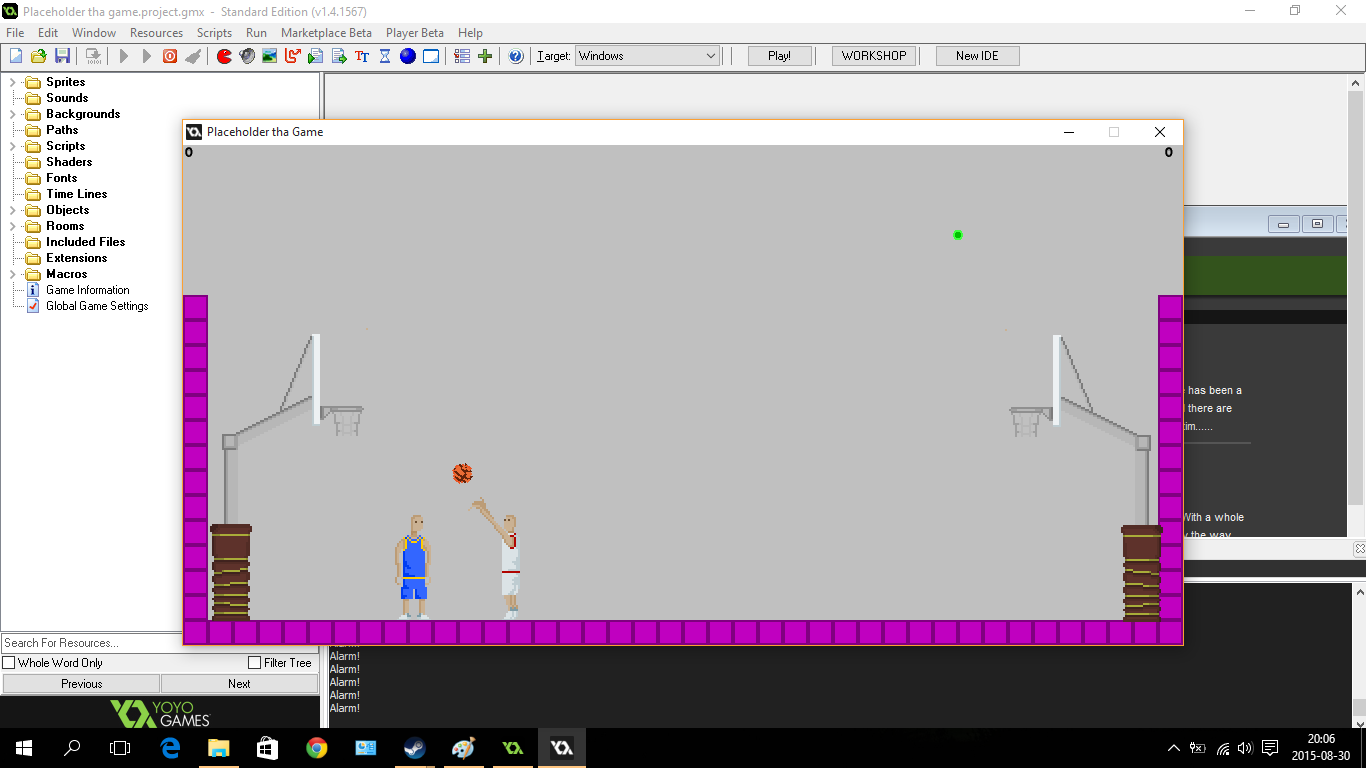 Placeholder tha game.project.gmx - Standard Edition (v1.4.1567)
File Edit Window Resources Scripts Run Marketplace Beta Player Beta Help
TT Target: Windows Play! WORKSHOP New IDE
Sprites
Sounds
Backgrounds
Paths
Scripts
Shaders
Fonts
Time Lines
Objects
Rooms
Included Files
Extensions
Macros
Game Information
Global Game Settings
Placeholder tha Game
0 0
has been a
there are
tim......
With a whole
the way
Search For Resources...
Whole Word Only Filter Tree
Previous Next
YOYO
GAMES
Alarm!
Alarm!
Alarm!
Alarm!
Alarm!
20:06
2015-08-30